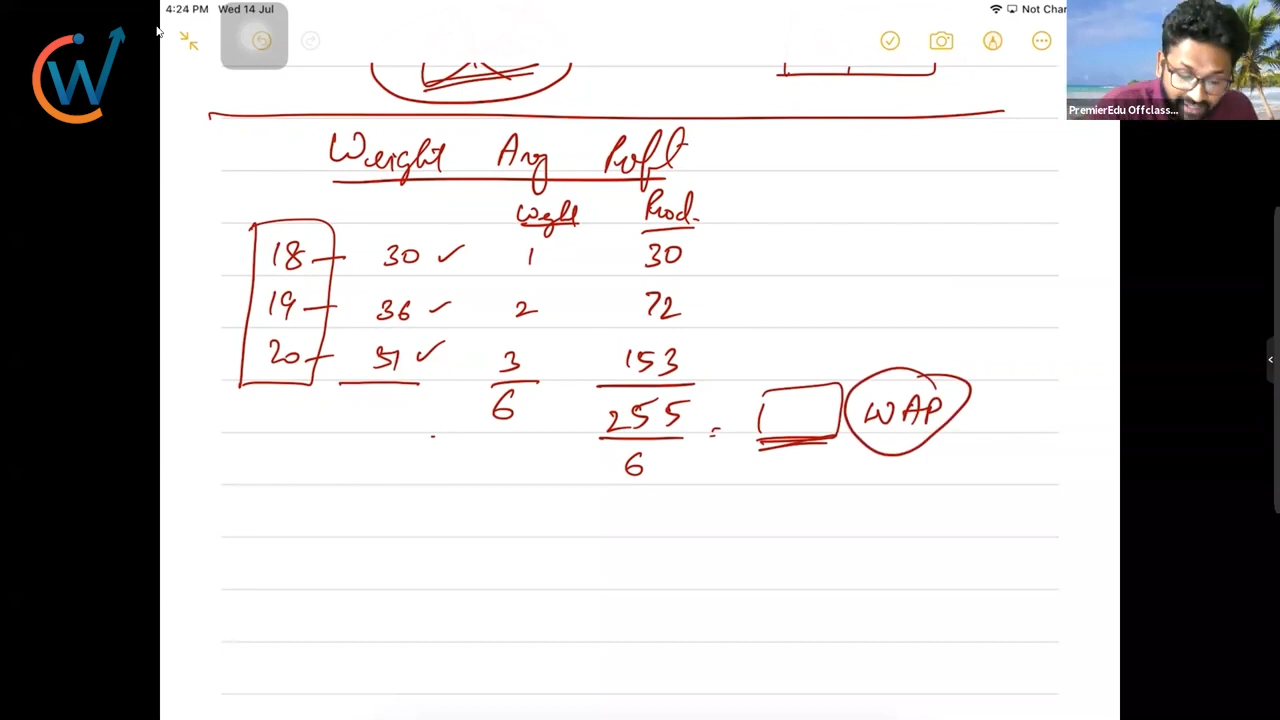 4:24 PM Wed 14 Jul
Not Char
W
PremierEdu Offclass...
Weight Avg Profit
Weight Prod.
18 - 30 ✓ 1 30
19 - 36 ✓ 2 72
20 - 51 ✓ 3 153
6 255 = WAP
6